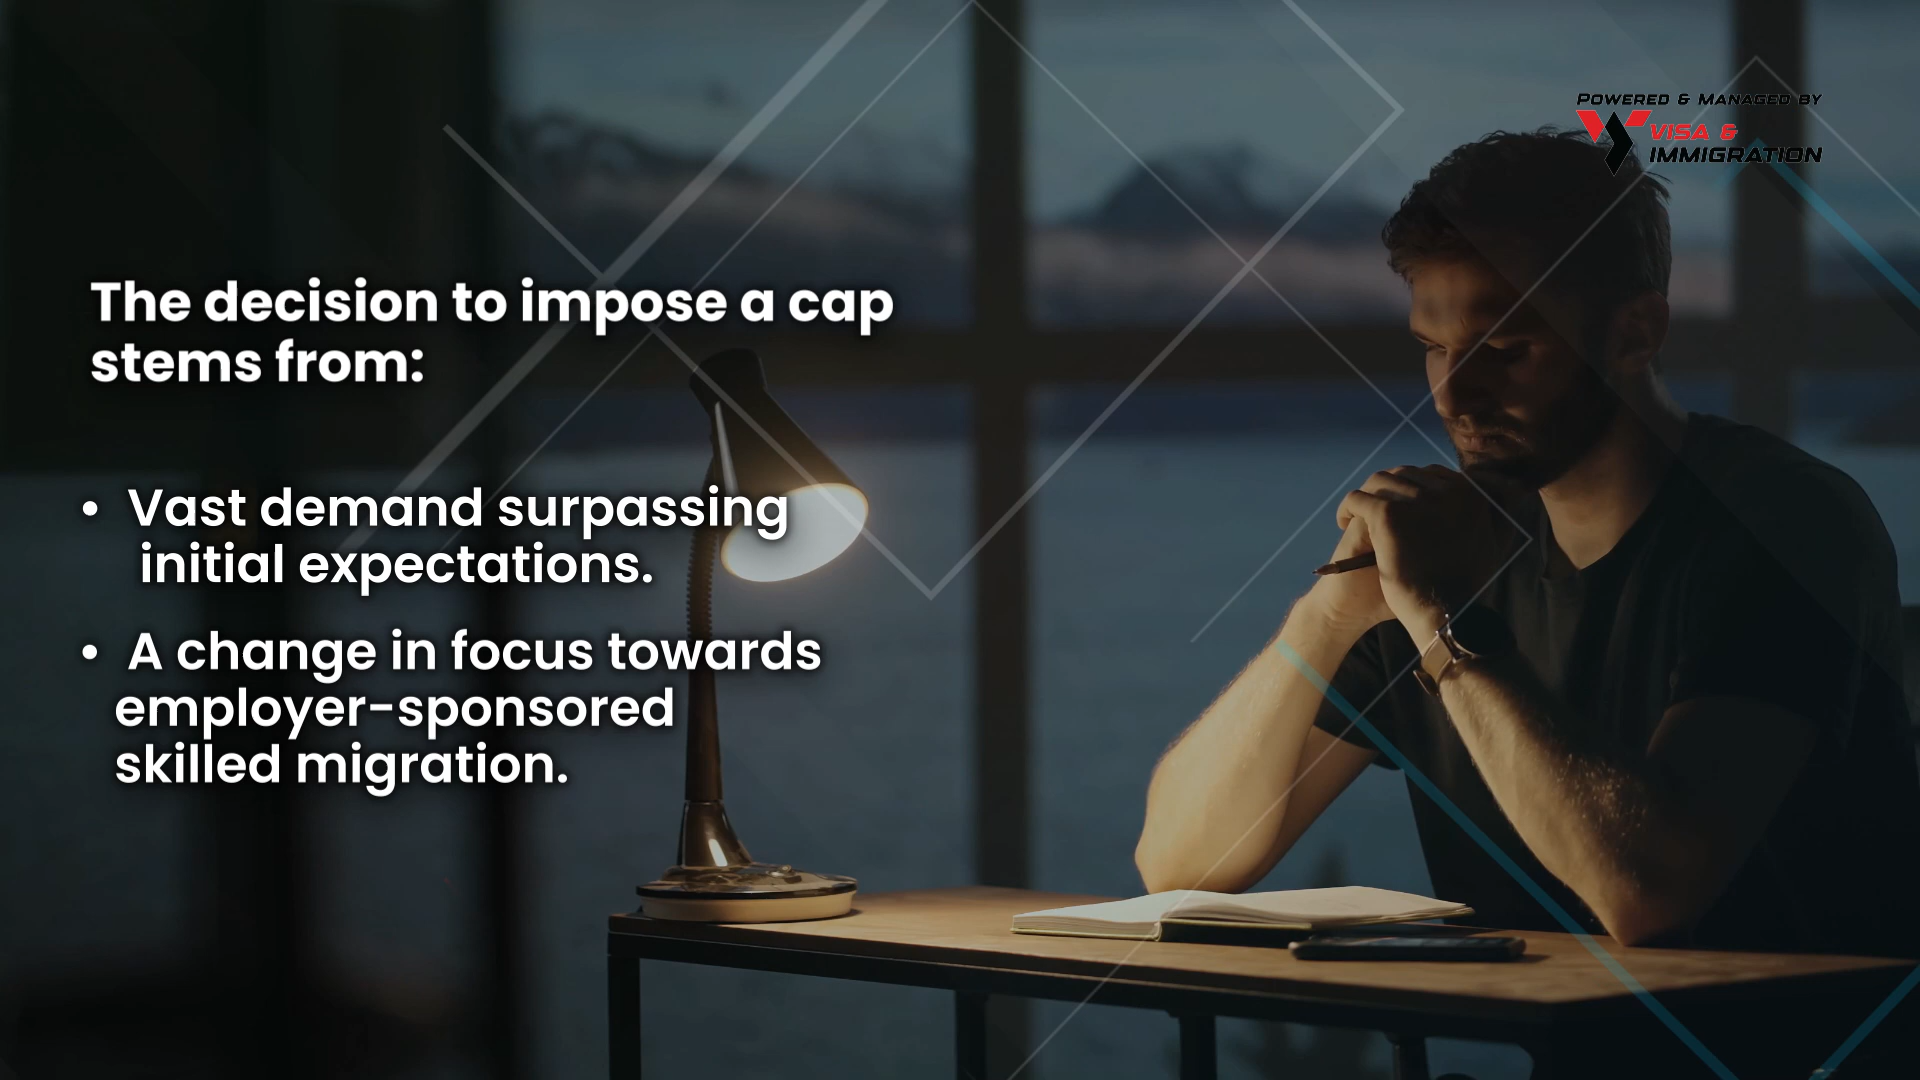 POWERED & MANAGED BY
VISA &
IMMIGRATION
The decision to impose a cap
stems from:
• Vast demand surpassing
initial expectations.
• A change in focus towards
employer-sponsored
skilled migration.